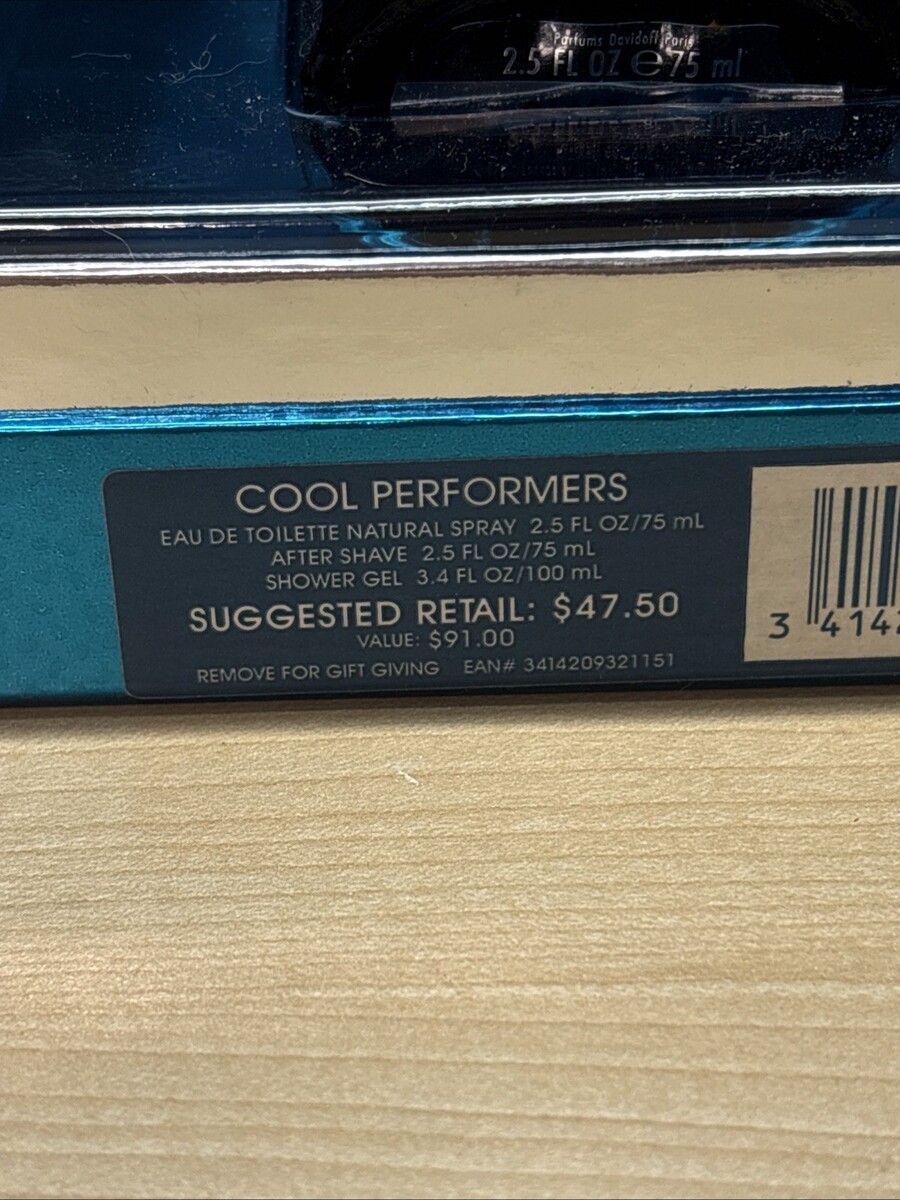 Parfums Davidoff Paris
2.5 FL OZ e 75 ml
COOL PERFORMERS
EAU DE TOILETTE NATURAL SPRAY 2.5 FL OZ/75 mL
AFTER SHAVE 2.5 FL OZ/75 mL
SHOWER GEL 3.4 FL OZ/100 mL
SUGGESTED RETAIL: $47.50
VALUE: $91.00
REMOVE FOR GIFT GIVING EAN# 3414209321151
3 4142